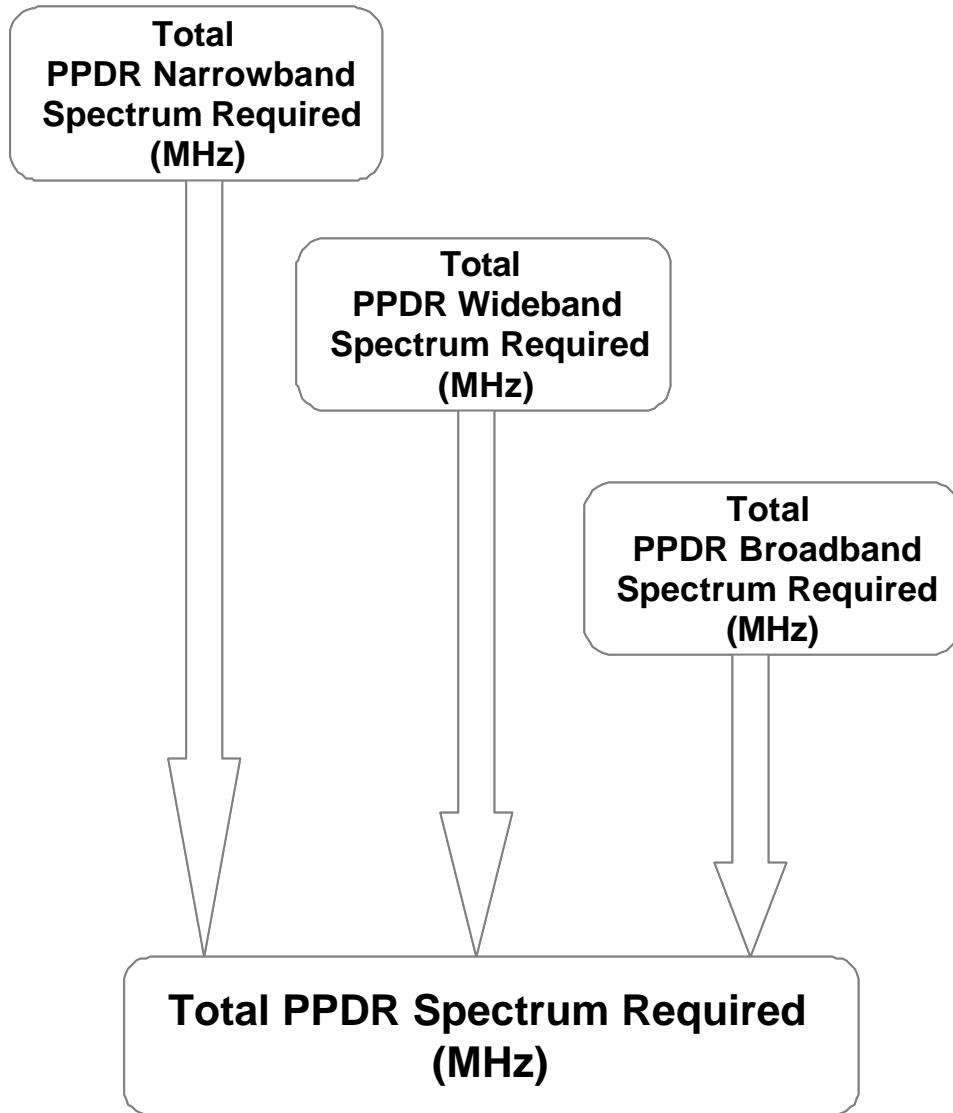 Total
PPDR Narrowband
Spectrum Required
(MHz)
Total
PPDR Wideband
Spectrum Required
(MHz)
Total
PPDR Broadband
Spectrum Required
(MHz)
Total PPDR Spectrum Required
(MHz)